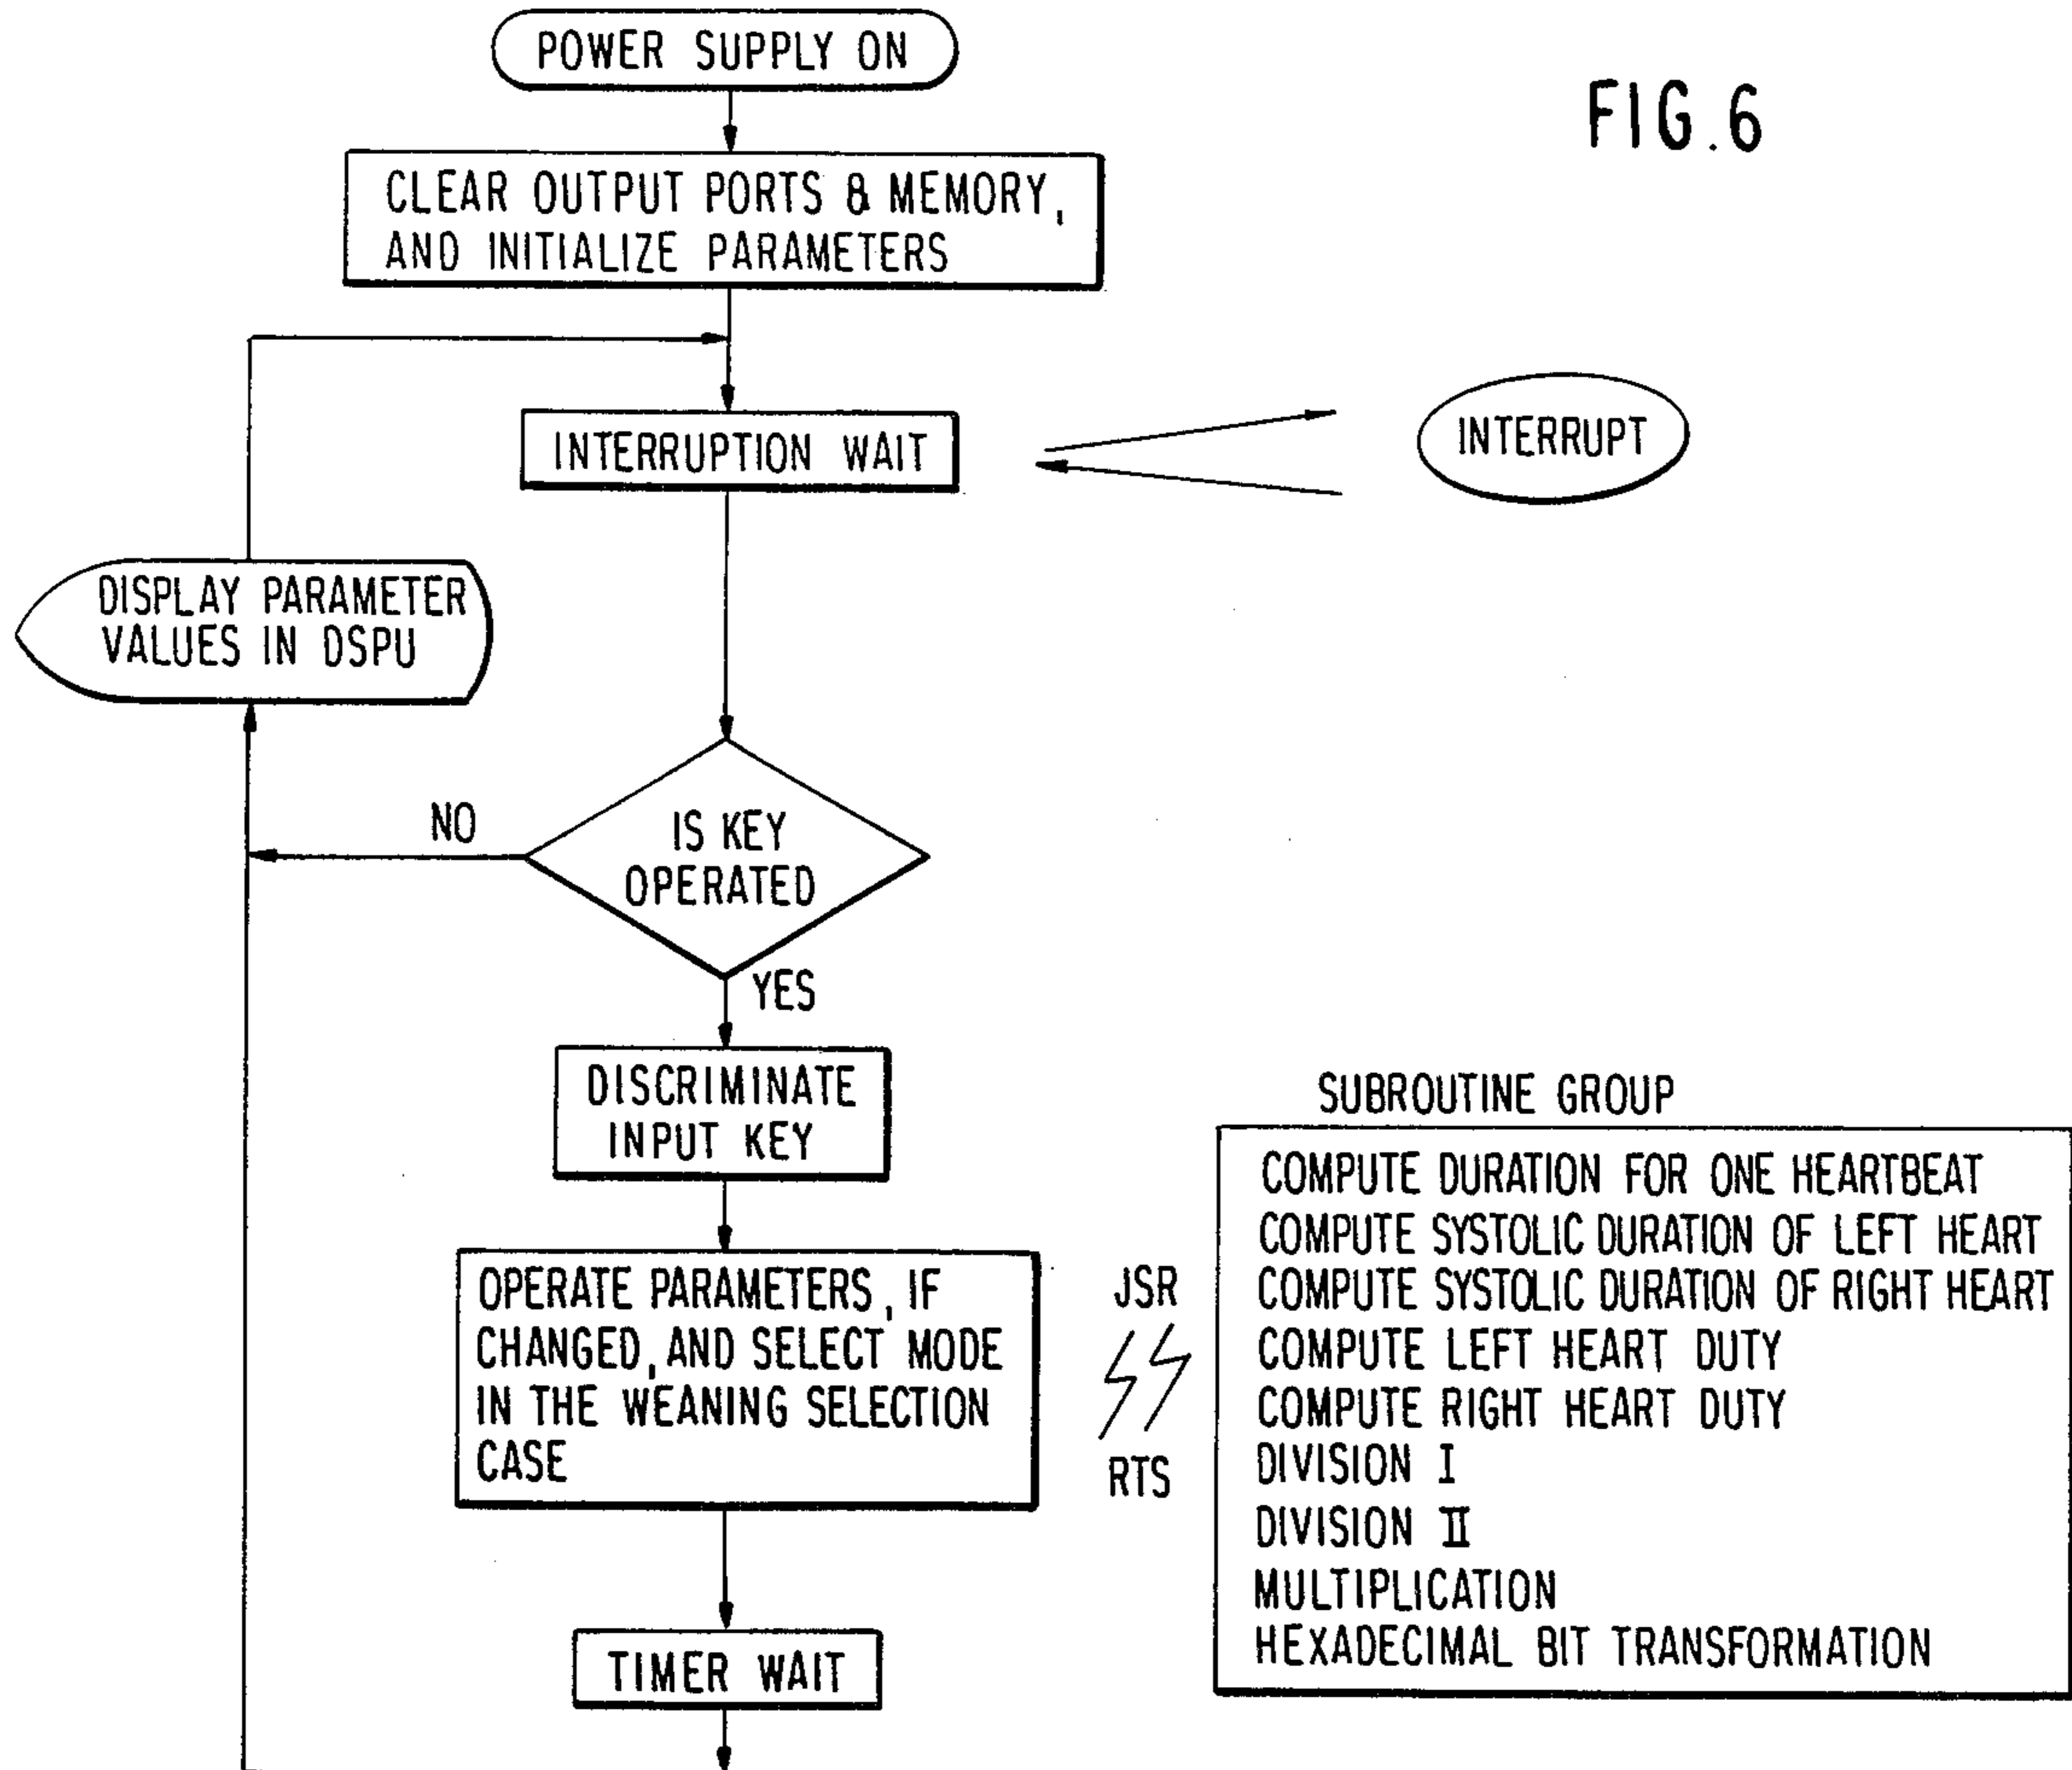 POWER SUPPLY ON
FIG.6
CLEAR OUTPUT PORTS & MEMORY,
AND INITIALIZE PARAMETERS
INTERRUPTION WAIT
INTERRUPT
DISPLAY PARAMETER
VALUES IN DSPU
NO
IS KEY
OPERATED
YES
DISCRIMINATE
INPUT KEY
OPERATE PARAMETERS, IF
CHANGED, AND SELECT MODE
IN THE WEANING SELECTION
CASE
JSR
RTS
SUBROUTINE GROUP
COMPUTE DURATION FOR ONE HEARTBEAT
COMPUTE SYSTOLIC DURATION OF LEFT HEART
COMPUTE SYSTOLIC DURATION OF RIGHT HEART
COMPUTE LEFT HEART DUTY
COMPUTE RIGHT HEART DUTY
DIVISION I
DIVISION II
MULTIPLICATION
HEXADECIMAL BIT TRANSFORMATION
TIMER WAIT